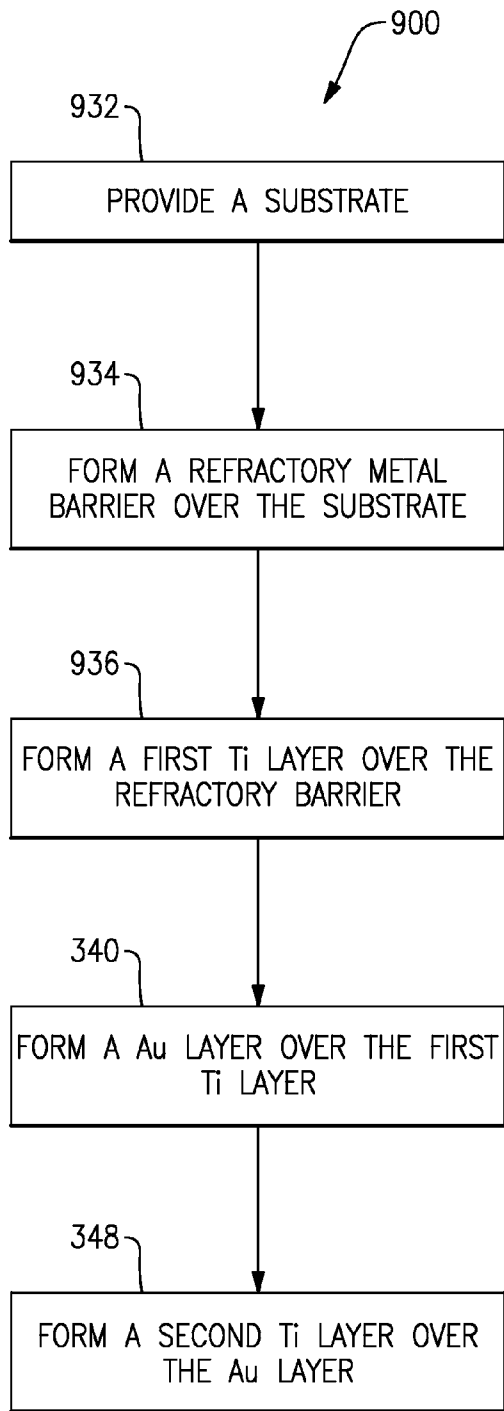 900
932
PROVIDE A SUBSTRATE
934
FORM A REFRACTORY METAL
BARRIER OVER THE SUBSTRATE
936
FORM A FIRST Ti LAYER OVER THE
REFRACTORY BARRIER
340
FORM A Au LAYER OVER THE FIRST
Ti LAYER
348
FORM A SECOND Ti LAYER OVER
THE Au LAYER